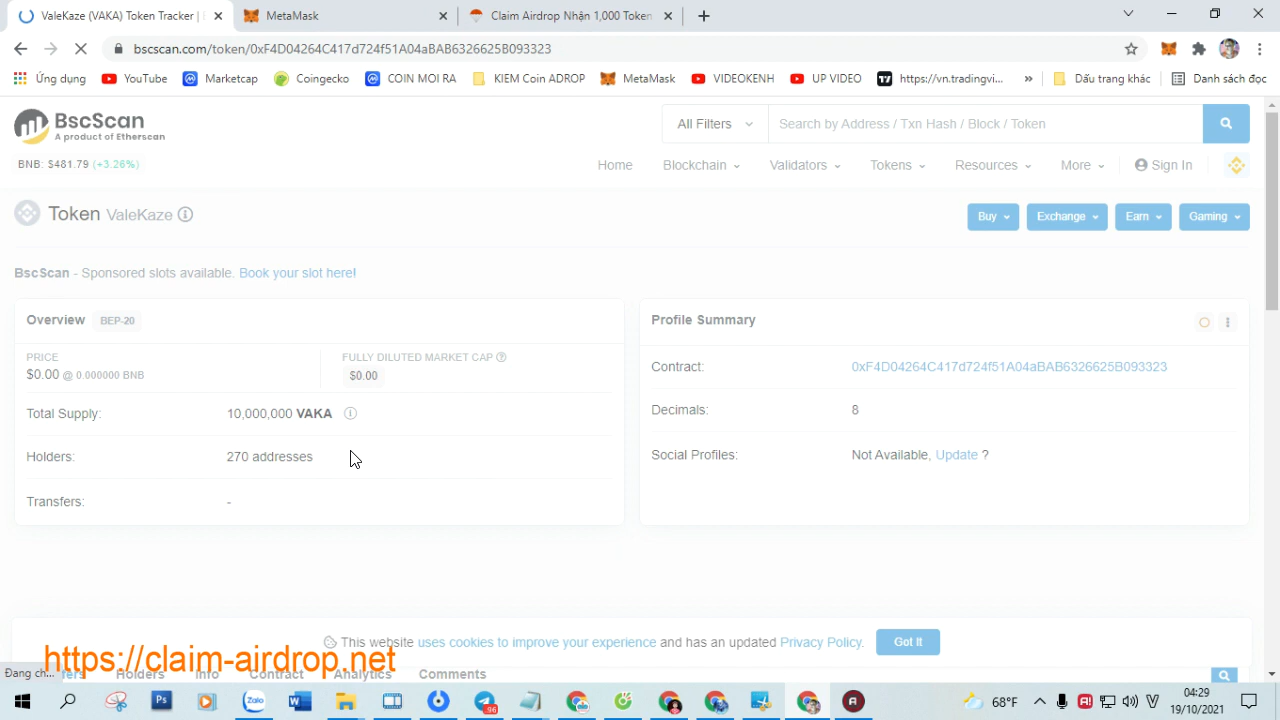 ValeKaze (VAKA) Token Tracker |
MetaMask
Claim Airdrop Nhận 1,000 Token
bscscan.com/token/0xF4D04264C417d724f51A04aBAB6326625B093323
Ứng dụng
YouTube
Marketcap
Coingecko
COIN MOI RA
KIEM Coin ADROP
MetaMask
VIDEOKENH
UP VIDEO
https://vn.tradingvi...
»
Dấu trang khác
Danh sách đọc
BscScan
A product of Etherscan
All Filters
Search by Address / Txn Hash / Block / Token
BNB: $481.79 (+3.26%)
Home
Blockchain
Validators
Tokens
Resources
More
Sign In
Token ValeKaze
Buy
Exchange
Earn
Gaming
BscScan - Sponsored slots available. Book your slot here!
Overview BEP-20
Profile Summary
PRICE
FULLY DILUTED MARKET CAP
$0.00 @ 0.000000 BNB
$0.00
Contract:
0xF4D04264C417d724f51A04aBAB6326625B093323
Total Supply:
10,000,000 VAKA
Decimals:
8
Holders:
270 addresses
Social Profiles:
Not Available, Update ?
Transfers:
-
This website uses cookies to improve your experience and has an updated Privacy Policy.
Got It
https://claim-airdrop.net
Đang ch...
Holders
Info
Contract
Analytics
Comments
Ps
Zalo
96
68°F
04:29
19/10/2021